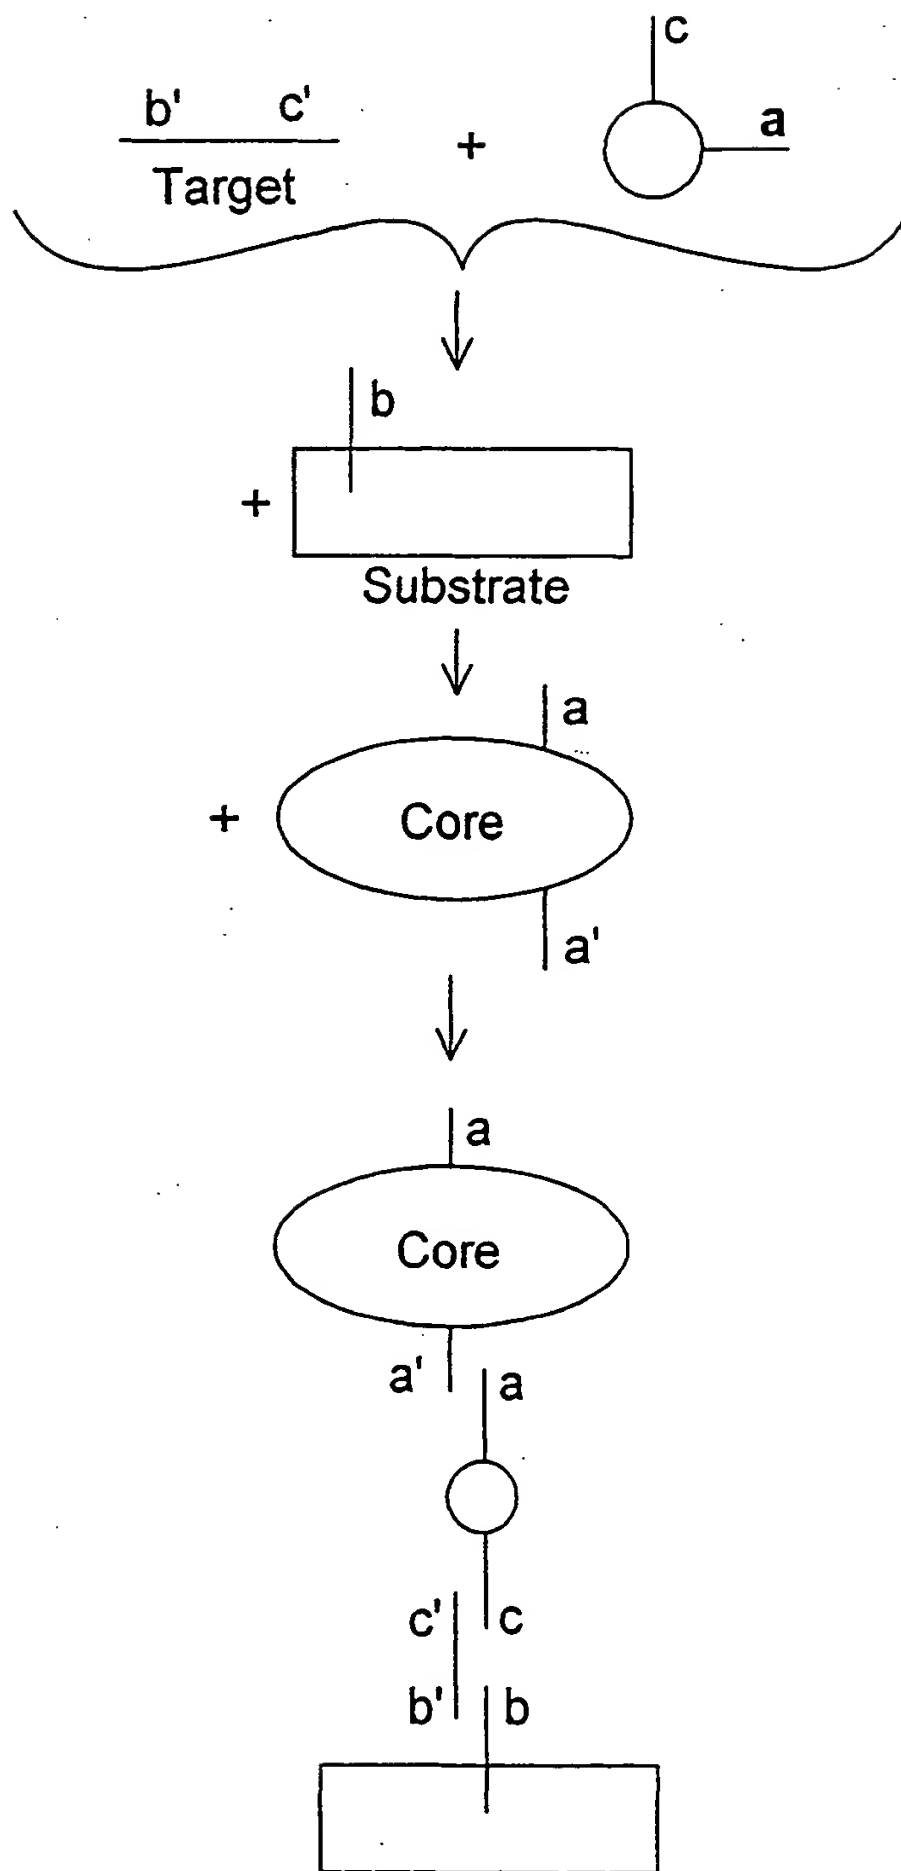 c
b' c' + a
Target
b
+
Substrate
a
+ Core
a'
a
Core
a' a
c' c
b' b